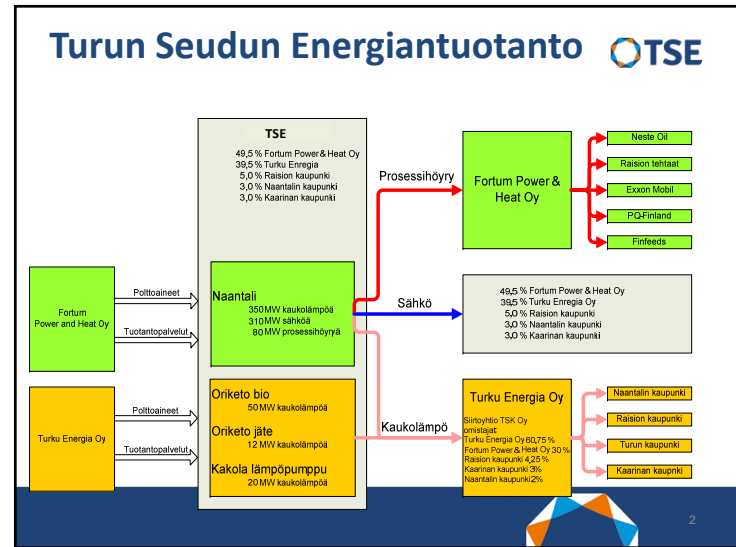 Turun Seudun Energiantuotanto
TSE
TSE
49,5 % Fortum Power & Heat Oy
39,5 % Turku Enregia
5,0 % Raision kaupunki
3,0 % Naantalin kaupunki
3,0 % Kaarinan kaupunki
Fortum
Power and Heat Oy
Polttoaineet
Tuotantopalvelut
Naantali
350 MW kaukolämpöä
310 MW sähköä
80 MW prosessihöyryä
Turku Energia Oy
Polttoaineet
Tuotantopalvelut
Oriketo bio
50 MW kaukolämpöä
Oriketo jäte
12 MW kaukolämpöä
Kakola lämpöpumppu
20 MW kaukolämpöä
Prosessihöyry
Fortum Power &
Heat Oy
Neste Oil
Raision tehtaat
Exxon Mobil
PQ-Finland
Finfeeds
Sähkö
49,5 % Fortum Power & Heat Oy
39,5 % Turku Enregia Oy
5,0 % Raision kaupunki
3,0 % Naantalin kaupunki
3,0 % Kaarinan kaupunki
Kaukolämpö
Turku Energia Oy
Siirtoyhtio TSK Oy
omistajat:
Turku Energia Oy 60,75 %
Fortum Power & Heat Oy 30 %
Raision kaupunki 4,25 %
Kaarinan kaupunki 3%
Naantalin kaupunki 2%
Naantalin kaupunki
Raision kaupunki
Turun kaupunki
Kaarinan kaupnki
2